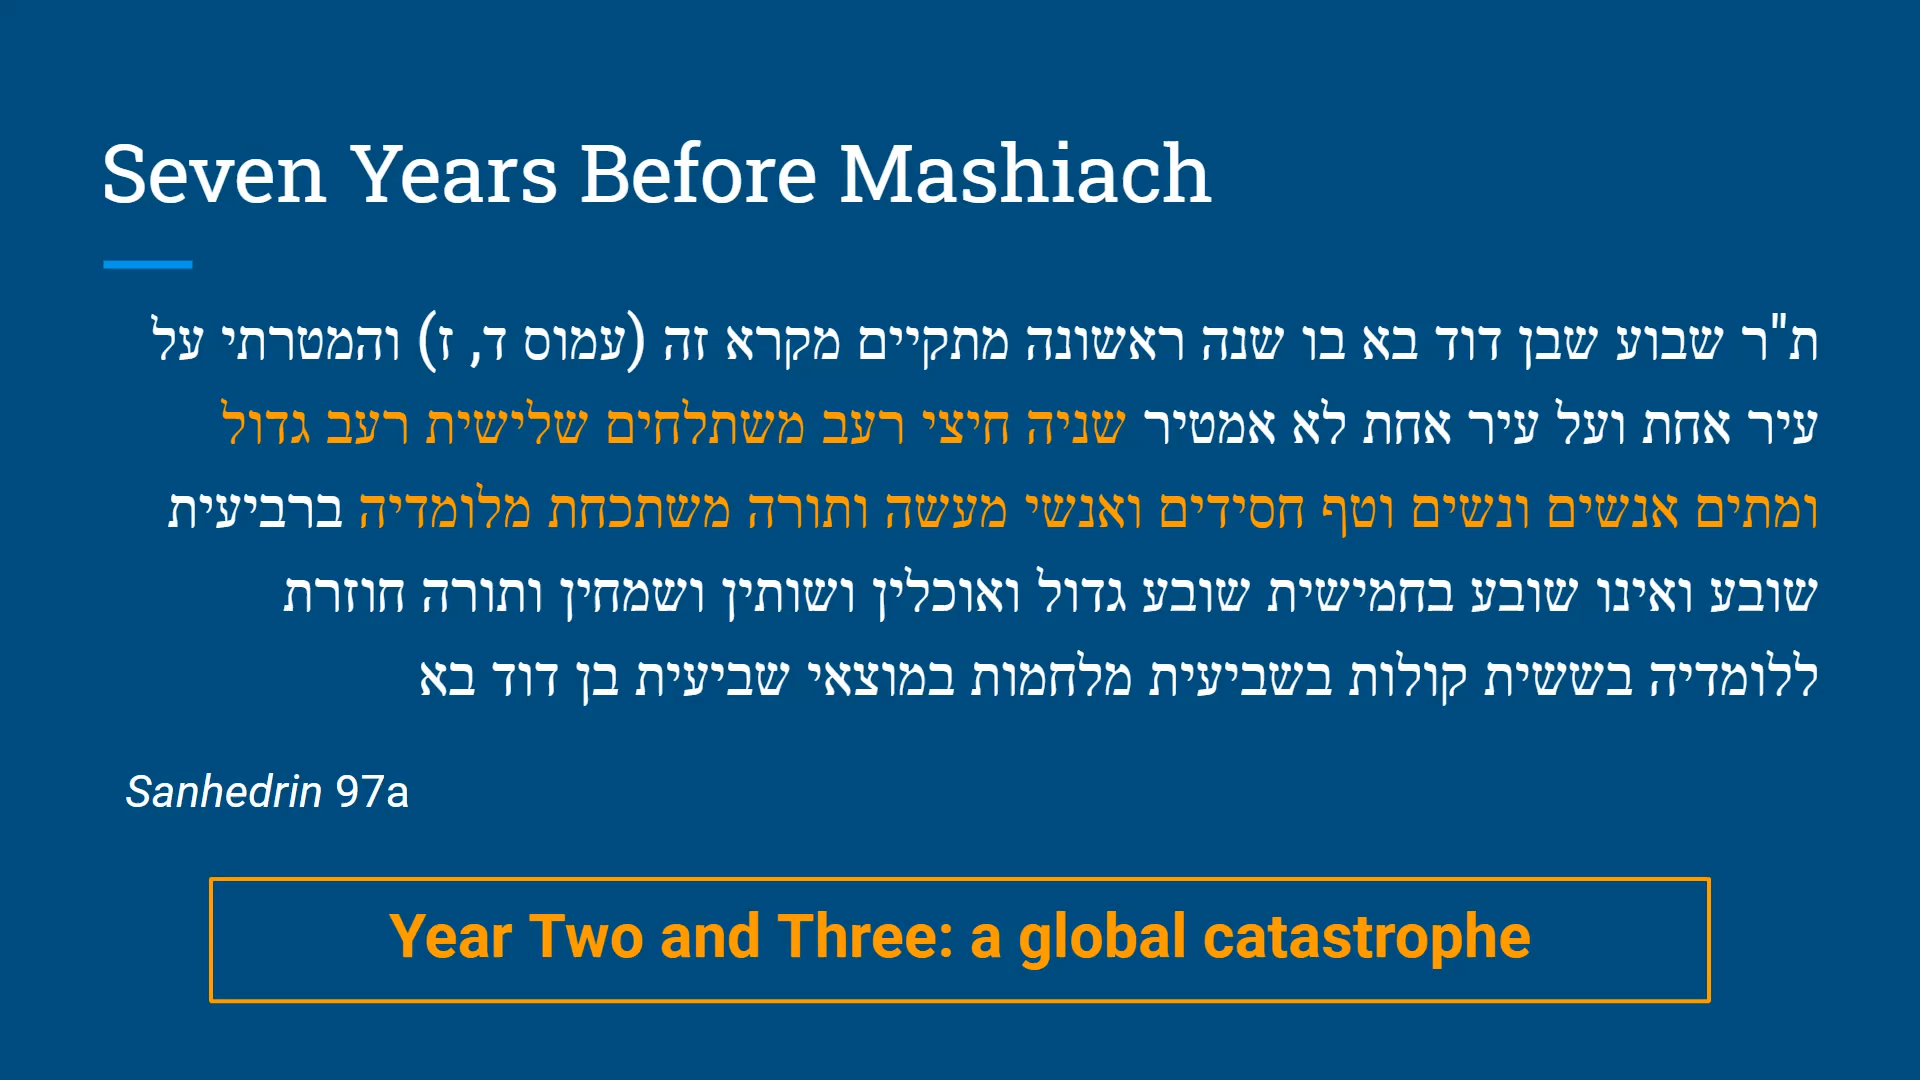 Seven Years Before Mashiach
ת"ר שבוע שבן דוד בא בו שנה ראשונה מתקיים מקרא זה (עמוס ד, ז) והמטרתי על
עיר אחת ועל עיר אחת לא אמטיר שניה חיצי רעב משתלחים שלישית רעב גדול
ומתים אנשים ונשים וטף חסידים ואנשי מעשה ותורה משתכחת מלומדיה ברביעית
שובע ואינו שובע בחמישית שובע גדול ואוכלין ושותין ושמחין ותורה חוזרת
ללומדיה בששית קולות בשביעית מלחמות במוצאי שביעית בן דוד בא
Sanhedrin 97a
Year Two and Three: a global catastrophe